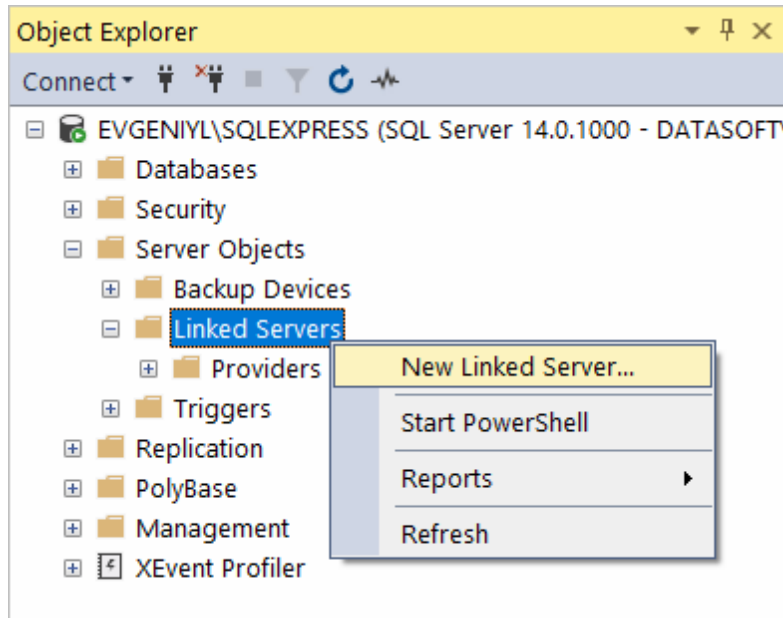 Object Explorer
Connect
EVGENIYL\SQLEXPRESS (SQL Server 14.0.1000 - DATASOFT
Databases
Security
Server Objects
Backup Devices
Linked Servers
Providers
New Linked Server...
Triggers
Start PowerShell
Replication
Reports
PolyBase
Management
Refresh
XEvent Profiler